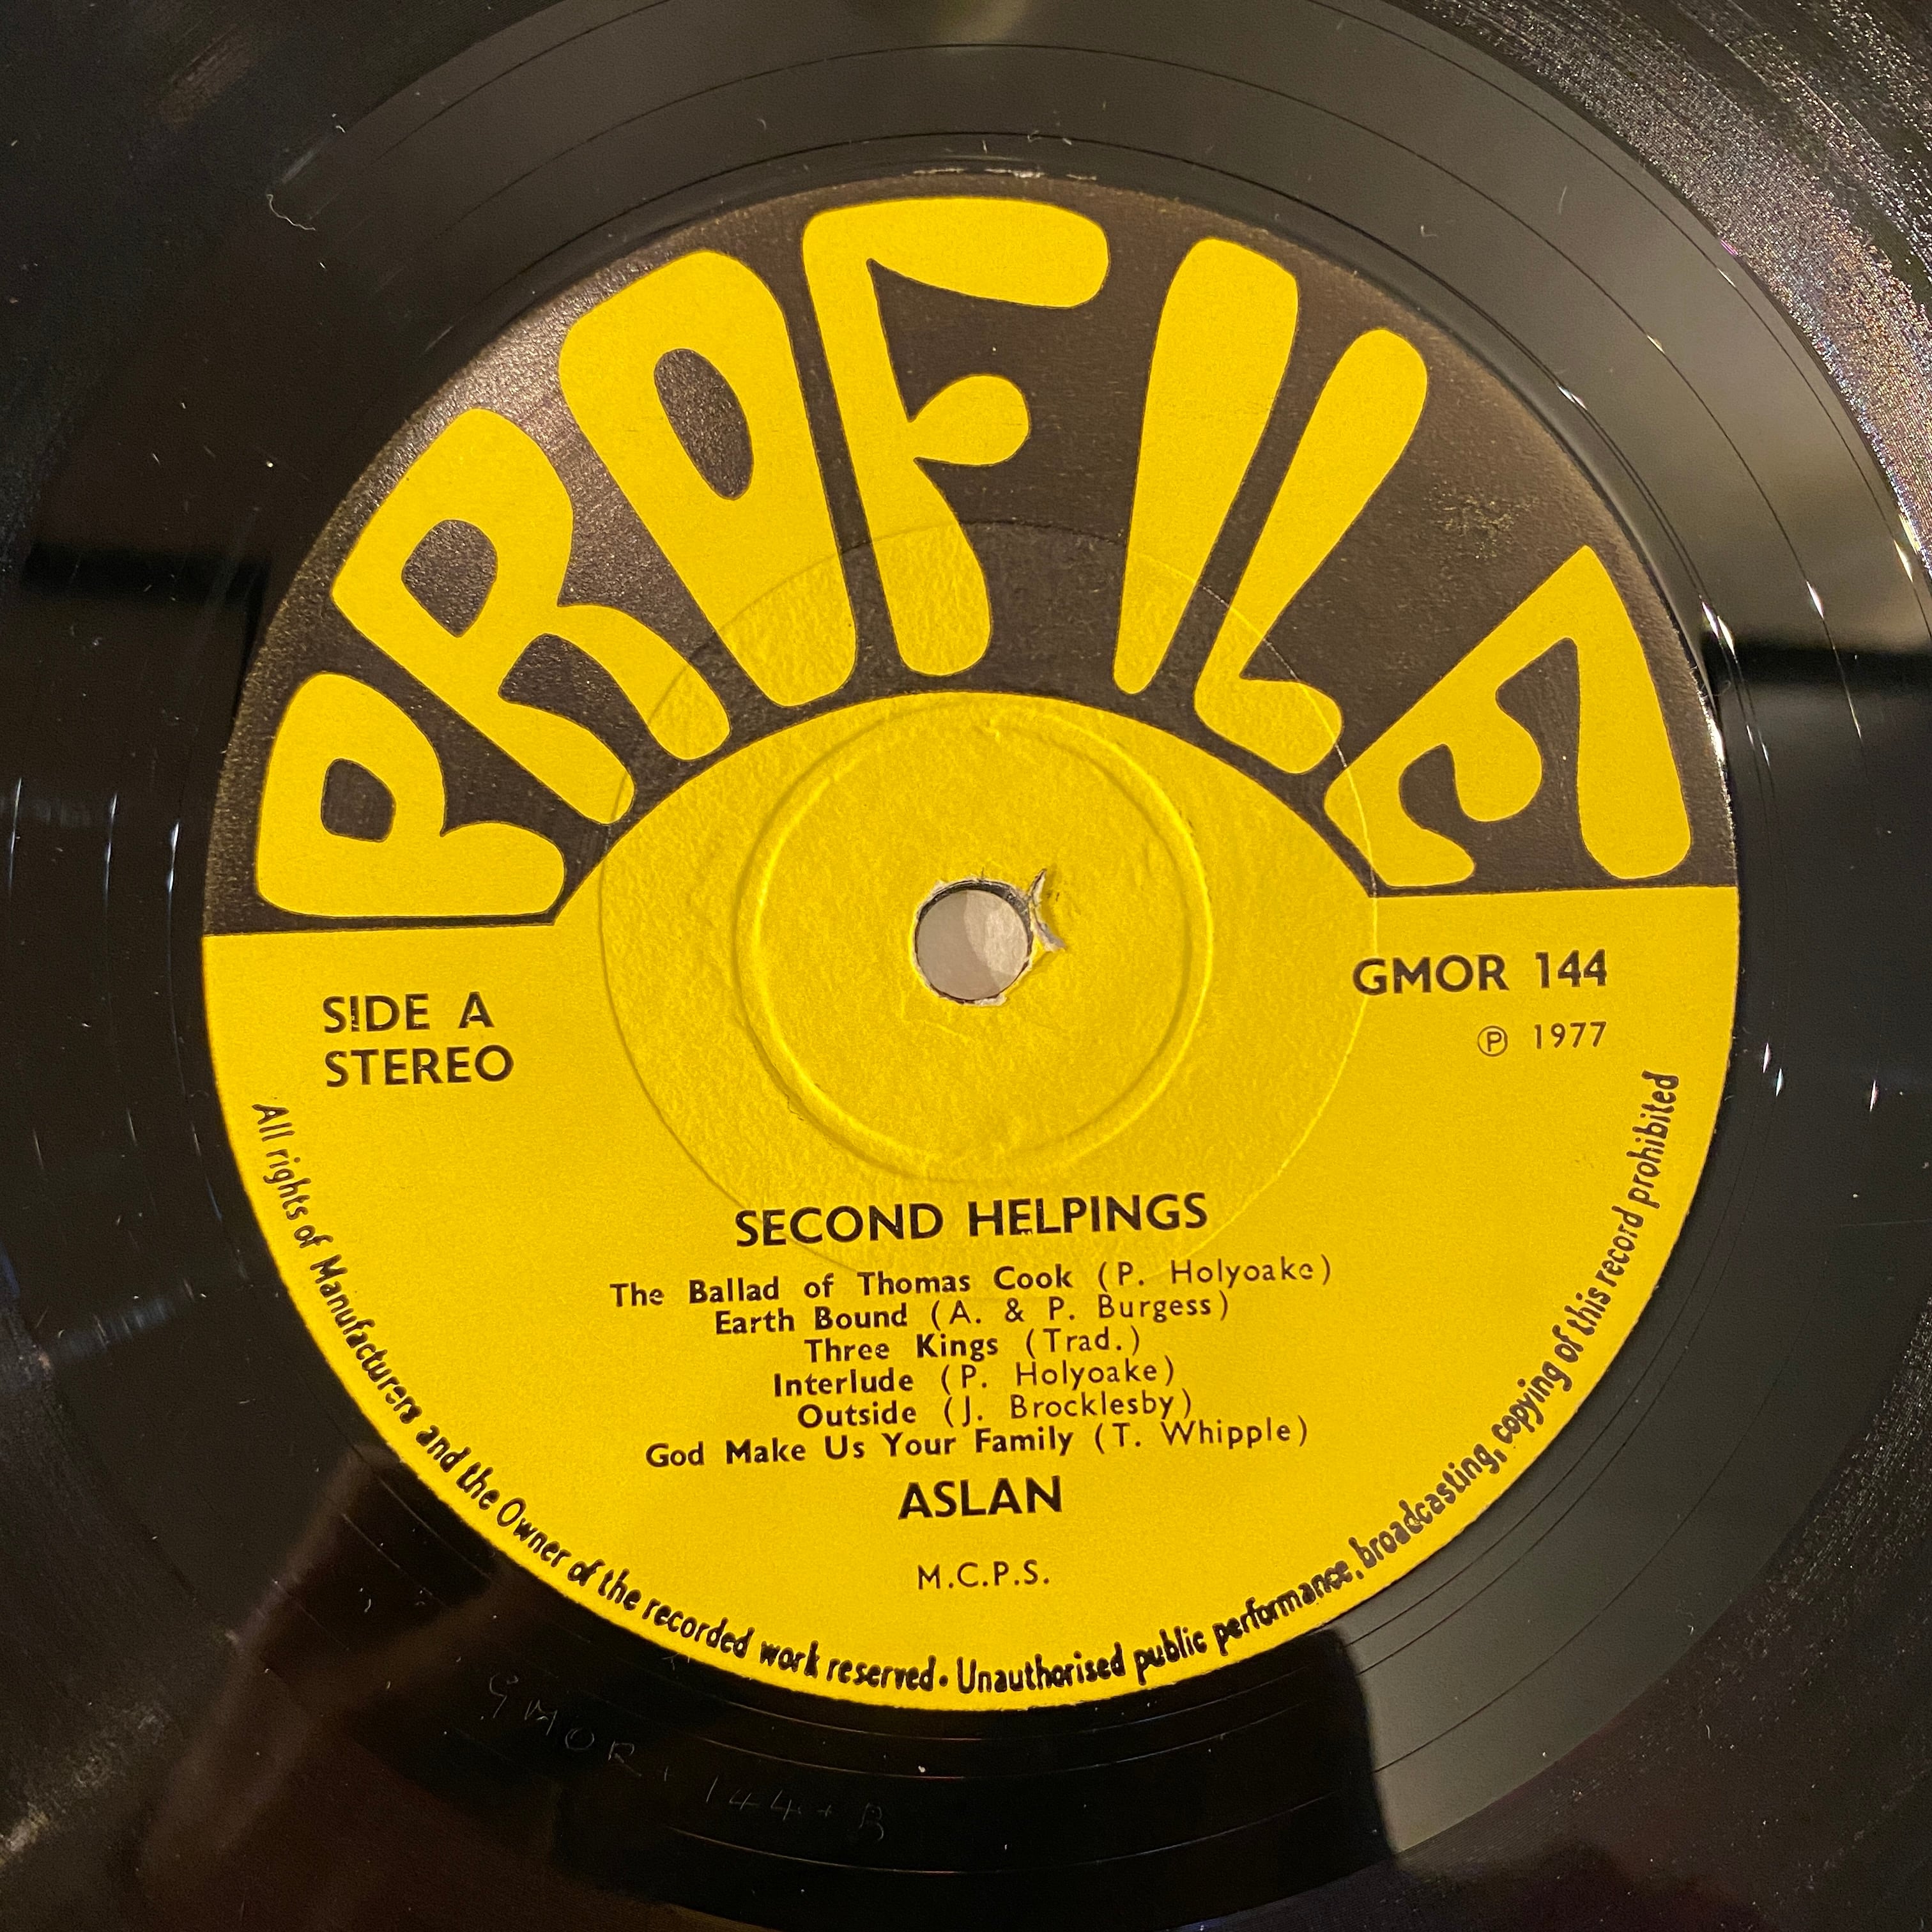 PROFILE
SIDE A
STEREO
GMOR 144
Ⓟ 1977
SECOND HELPINGS
The Ballad of Thomas Cook (P. Holyoake)
Earth Bound (A. & P. Burgess)
Three Kings (Trad.)
Interlude (P. Holyoake)
Outside (J. Brocklesby)
God Make Us Your Family (T. Whipple)
ASLAN
M.C.P.S.
All rights of Manufacturers and the Owner of the recorded work reserved. Unauthorised public performance, broadcasting, copying of this record prohibited
GMOR 144 B